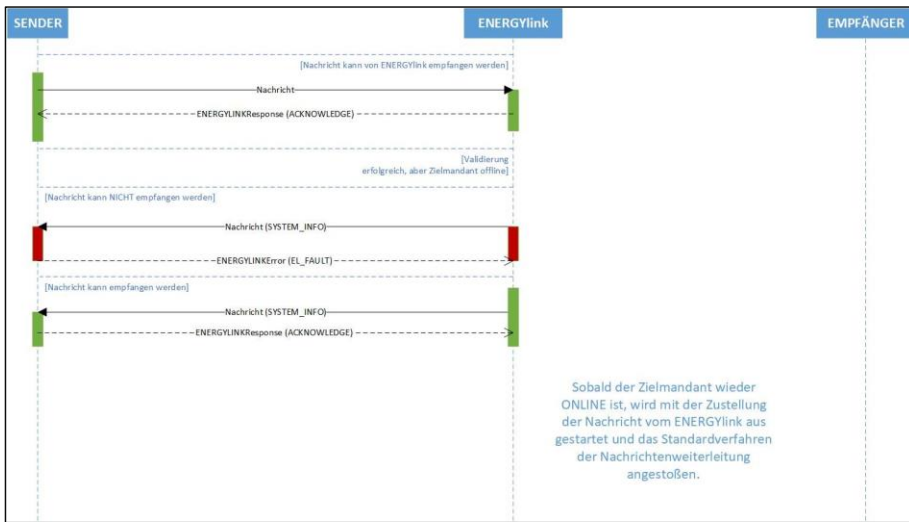 SENDER
ENERGYlink
EMPFÄNGER
[Nachricht kann von ENERGYlink empfangen werden]
Nachricht
ENERGYLINKResponse (ACKNOWLEDGE)
[Validierung
erfolgreich, aber Zielmandant offline]
[Nachricht kann NICHT empfangen werden]
Nachricht (SYSTEM_INFO)
ENERGYLINKError (EL_FAULT)
[Nachricht kann empfangen werden]
Nachricht (SYSTEM_INFO)
ENERGYLINKResponse (ACKNOWLEDGE)
Sobald der Zielmandant wieder
ONLINE ist, wird mit der Zustellung
der Nachricht vom ENERGYlink aus
gestartet und das Standardverfahren
der Nachrichtenweiterleitung
angestoßen.